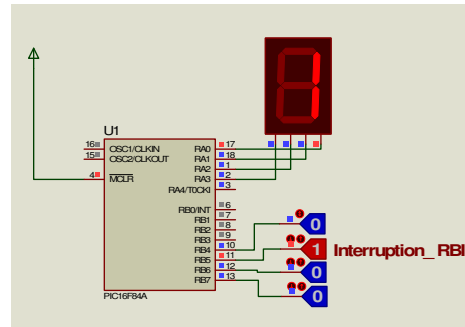 1
U1
16 OSC1/CLKIN RA0 17
15 OSC2/CLKOUT RA1 18
RA2 1
4 MCLR RA3 2
RA4/T0CKI 3
RB0/INT 6
RB1 7
RB2 8
RB3 9
RB4 10 0
RB5 11 1 Interruption_RBI
RB6 12 0
RB7 13 0
PIC16F84A